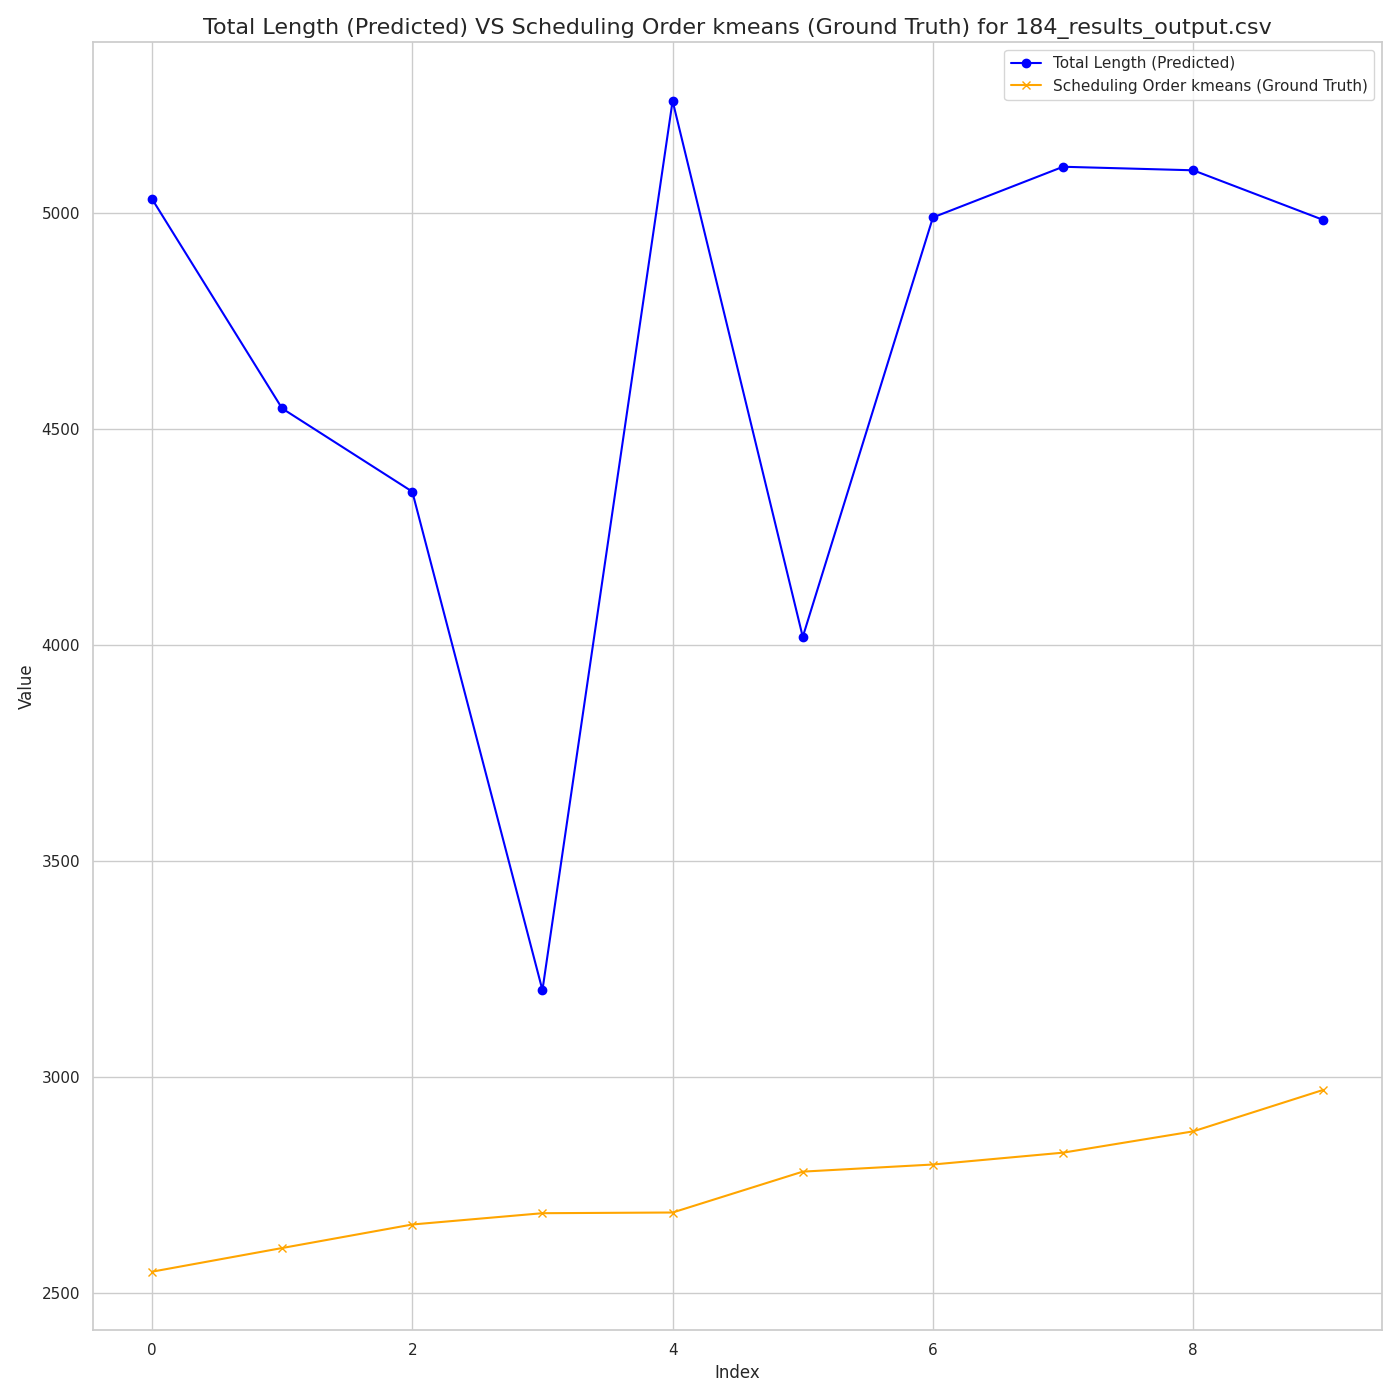 Total Length (Predicted) VS Scheduling Order kmeans (Ground Truth) for 184_results_output.csv
Total Length (Predicted)
Scheduling Order kmeans (Ground Truth)
5000
4500
4000
3500
3000
2500
Value
0 2 4 6 8
Index